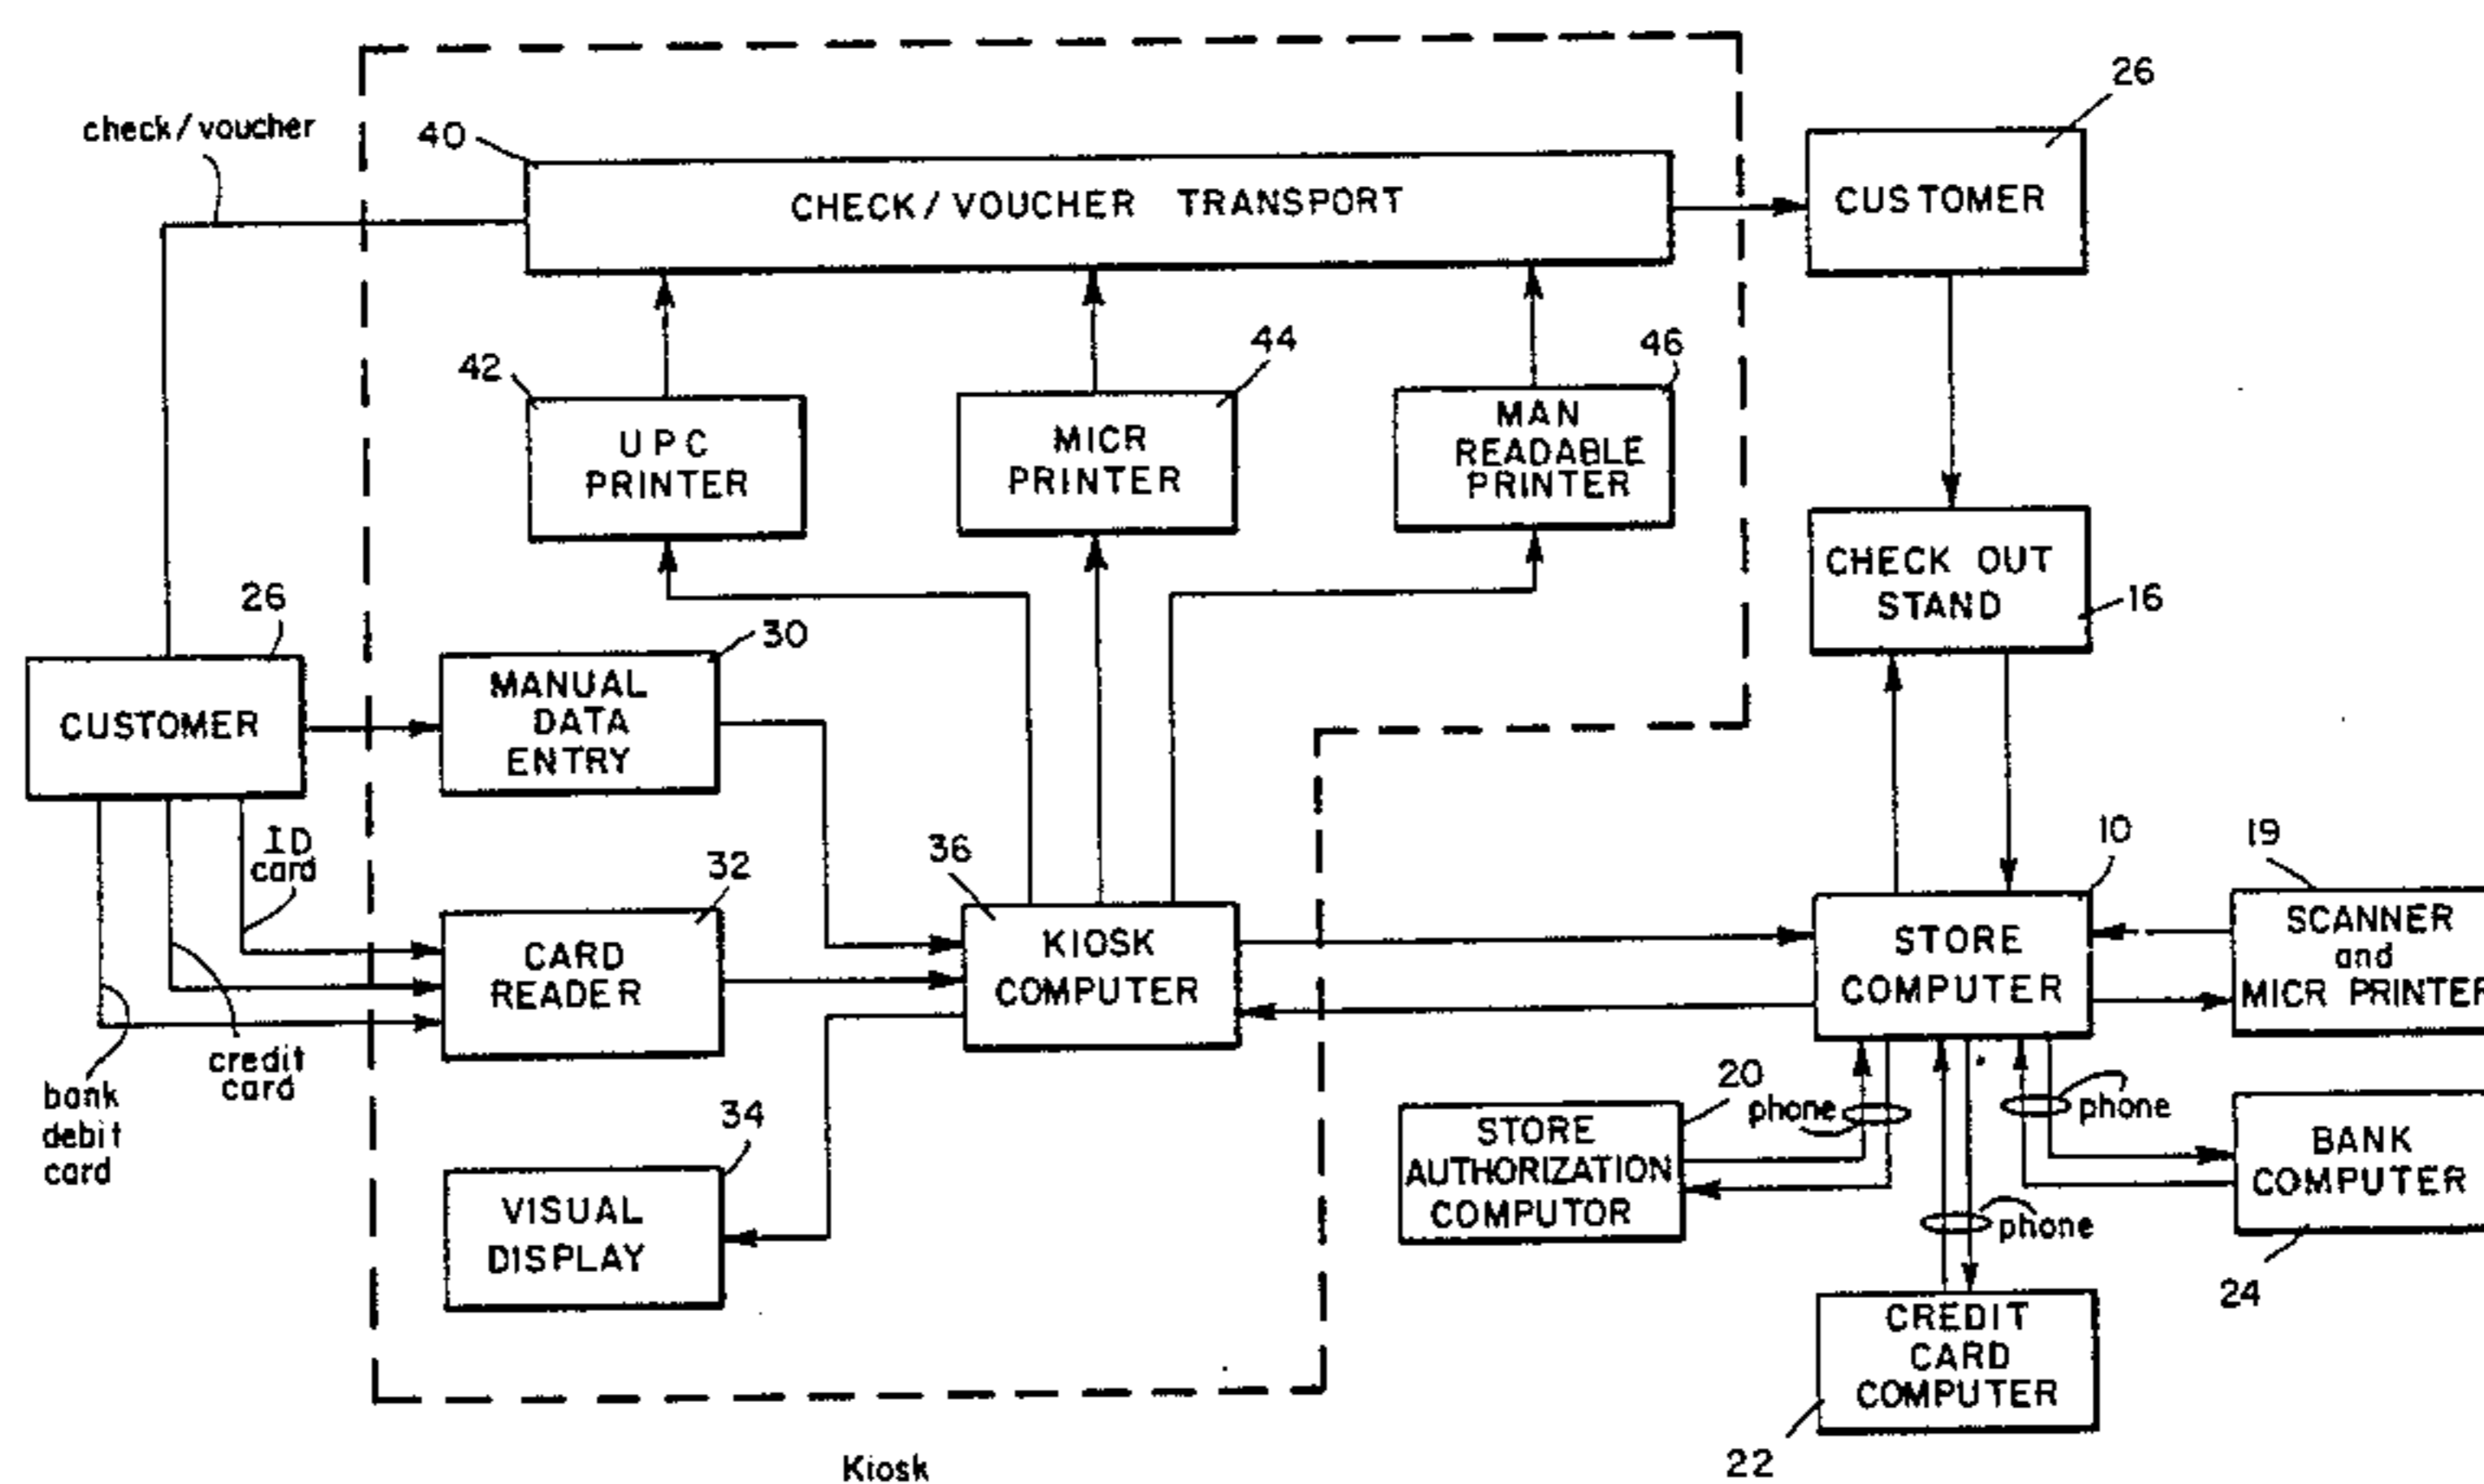 26
check/voucher
40
CHECK/VOUCHER TRANSPORT
CUSTOMER
42
44
46
UPC
PRINTER
MICR
PRINTER
MAN
READABLE
PRINTER
CHECK OUT
STAND
16
26
30
CUSTOMER
MANUAL
DATA
ENTRY
ID
card
32
36
10
19
CARD
READER
KIOSK
COMPUTER
STORE
COMPUTER
SCANNER
and
MICR PRINTER
credit
card
bank
debit
card
34
20
phone
phone
VISUAL
DISPLAY
STORE
AUTHORIZATION
COMPUTOR
BANK
COMPUTER
phone
24
CREDIT
CARD
COMPUTER
22
Kiosk